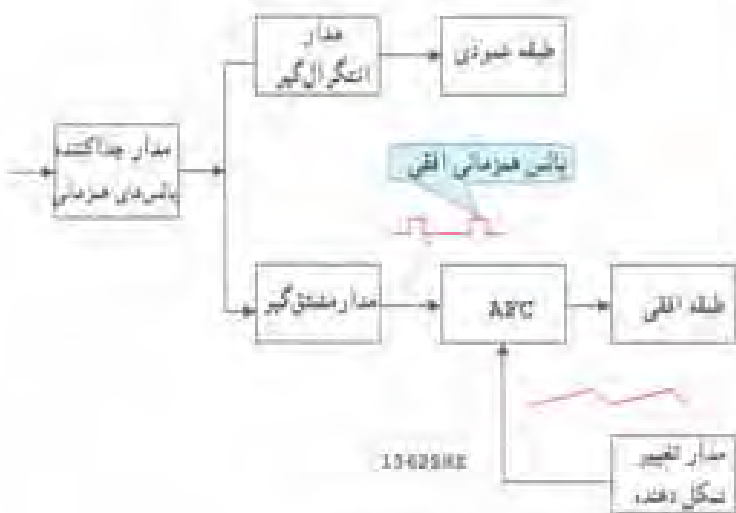 مدار
انتگرال‌گیر
طبقه عمودی
مدار جداکننده
پالس‌های همزمانی
پالس همزمانی افقی
مدار مشتق‌گیر
AFC
طبقه افقی
15625HZ
مدار تغییر
شکل دهنده